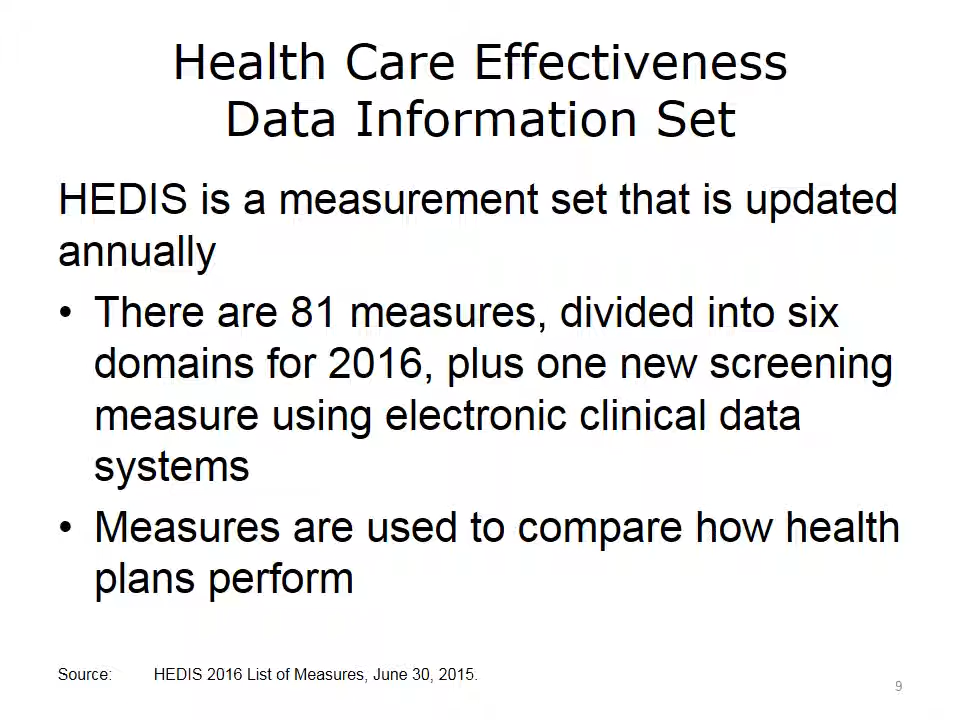 Health Care Effectiveness
Data Information Set
HEDIS is a measurement set that is updated
annually
• There are 81 measures, divided into six
domains for 2016, plus one new screening
measure using electronic clinical data
systems
• Measures are used to compare how health
plans perform
Source: HEDIS 2016 List of Measures, June 30, 2015.
9